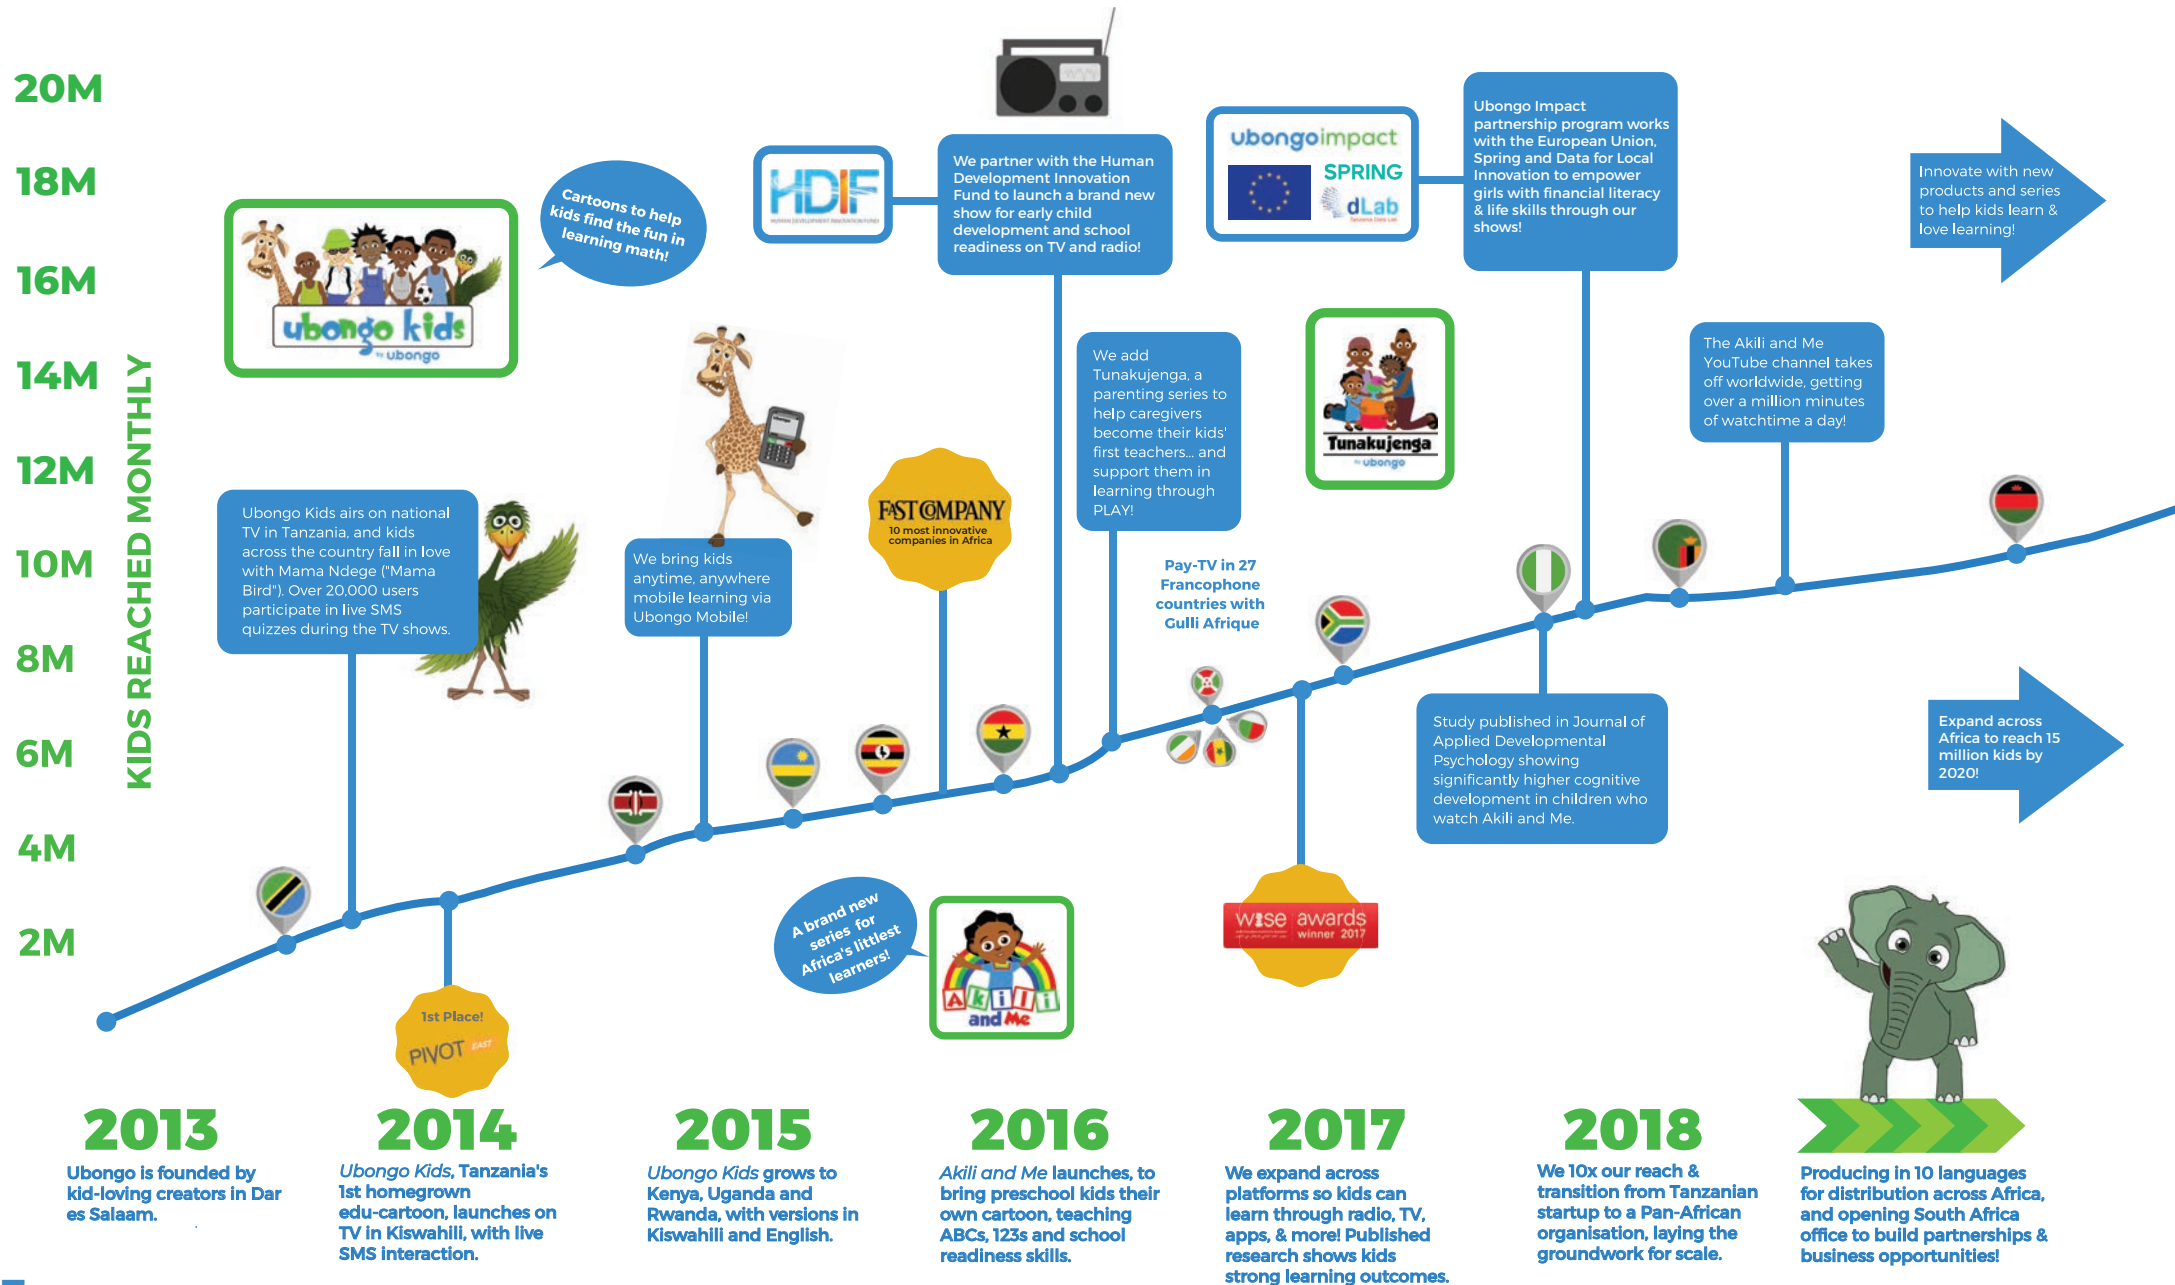 20M
18M
16M
14M
12M
10M
8M
6M
4M
2M
KIDS REACHED MONTHLY
ubongo kids
by ubongo
Cartoons to help
kids find the fun in
learning math!
HDIF
HUMAN DEVELOPMENT INNOVATION FUND
We partner with the Human
Development Innovation
Fund to launch a brand new
show for early child
development and school
readiness on TV and radio!
ubongoimpact
SPRING
dLab
Tanzania Data Lab
Ubongo Impact
partnership program works
with the European Union,
Spring and Data for Local
Innovation to empower
girls with financial literacy
& life skills through our
shows!
Innovate with new
products and series
to help kids learn &
love learning!
Ubongo Kids airs on national
TV in Tanzania, and kids
across the country fall in love
with Mama Ndege ("Mama
Bird"). Over 20,000 users
participate in live SMS
quizzes during the TV shows.
We bring kids
anytime, anywhere
mobile learning via
Ubongo Mobile!
FAST COMPANY
10 most innovative
companies in Africa
We add
Tunakujenga, a
parenting series to
help caregivers
become their kids'
first teachers... and
support them in
learning through
PLAY!
Tunakujenga
by ubongo
The Akili and Me
YouTube channel takes
off worldwide, getting
over a million minutes
of watchtime a day!
Pay-TV in 27
Francophone
countries with
Gulli Afrique
Study published in Journal of
Applied Developmental
Psychology showing
significantly higher cognitive
development in children who
watch Akili and Me.
Expand across
Africa to reach 15
million kids by
2020!
1st Place!
PIVOT EAST
A brand new
series for
Africa's littlest
learners!
Akili
and Me
wise awards
winner 2017
2013
Ubongo is founded by
kid-loving creators in Dar
es Salaam.
2014
Ubongo Kids, Tanzania's
1st homegrown
edu-cartoon, launches on
TV in Kiswahili, with live
SMS interaction.
2015
Ubongo Kids grows to
Kenya, Uganda and
Rwanda, with versions in
Kiswahili and English.
2016
Akili and Me launches, to
bring preschool kids their
own cartoon, teaching
ABCs, 123s and school
readiness skills.
2017
We expand across
platforms so kids can
learn through radio, TV,
apps, & more! Published
research shows kids
strong learning outcomes.
2018
We 10x our reach &
transition from Tanzanian
startup to a Pan-African
organisation, laying the
groundwork for scale.
Producing in 10 languages
for distribution across Africa,
and opening South Africa
office to build partnerships &
business opportunities!